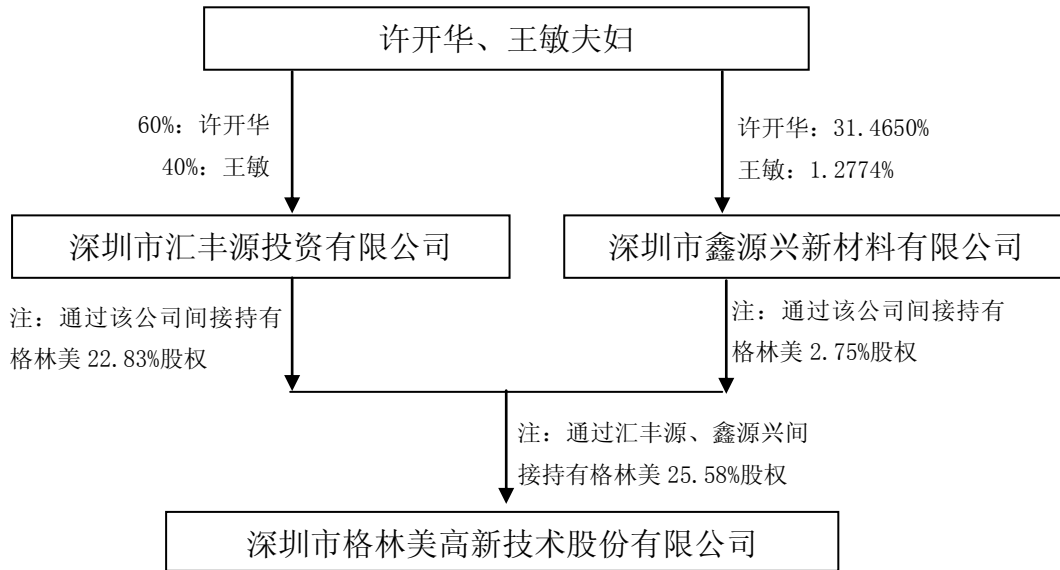 许开华、王敏夫妇
60%：许开华
40%：王敏
许开华：31.4650%
王敏：1.2774%
深圳市汇丰源投资有限公司
深圳市鑫源兴新材料有限公司
注：通过该公司间接持有
格林美 22.83%股权
注：通过该公司间接持有
格林美 2.75%股权
注：通过汇丰源、鑫源兴间
接持有格林美 25.58%股权
深圳市格林美高新技术股份有限公司